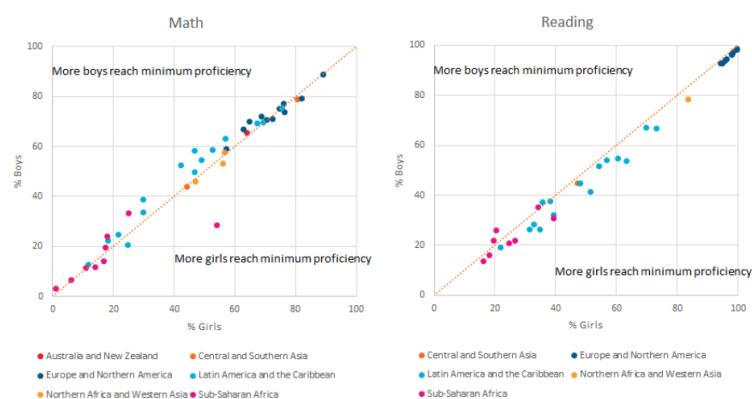 Math
100
80
60
40
20
0
% Boys
More boys reach minimum proficiency
More girls reach minimum proficiency
0 20 40 60 80 100
% Girls
Australia and New Zealand
Central and Southern Asia
Europe and Northern America
Latin America and the Caribbean
Northern Africa and Western Asia
Sub-Saharan Africa
Reading
100
80
60
40
20
0
% Boys
More boys reach minimum proficiency
More girls reach minimum proficiency
0 20 40 60 80 100
% Girls
Central and Southern Asia
Europe and Northern America
Latin America and the Caribbean
Northern Africa and Western Asia
Sub-Saharan Africa